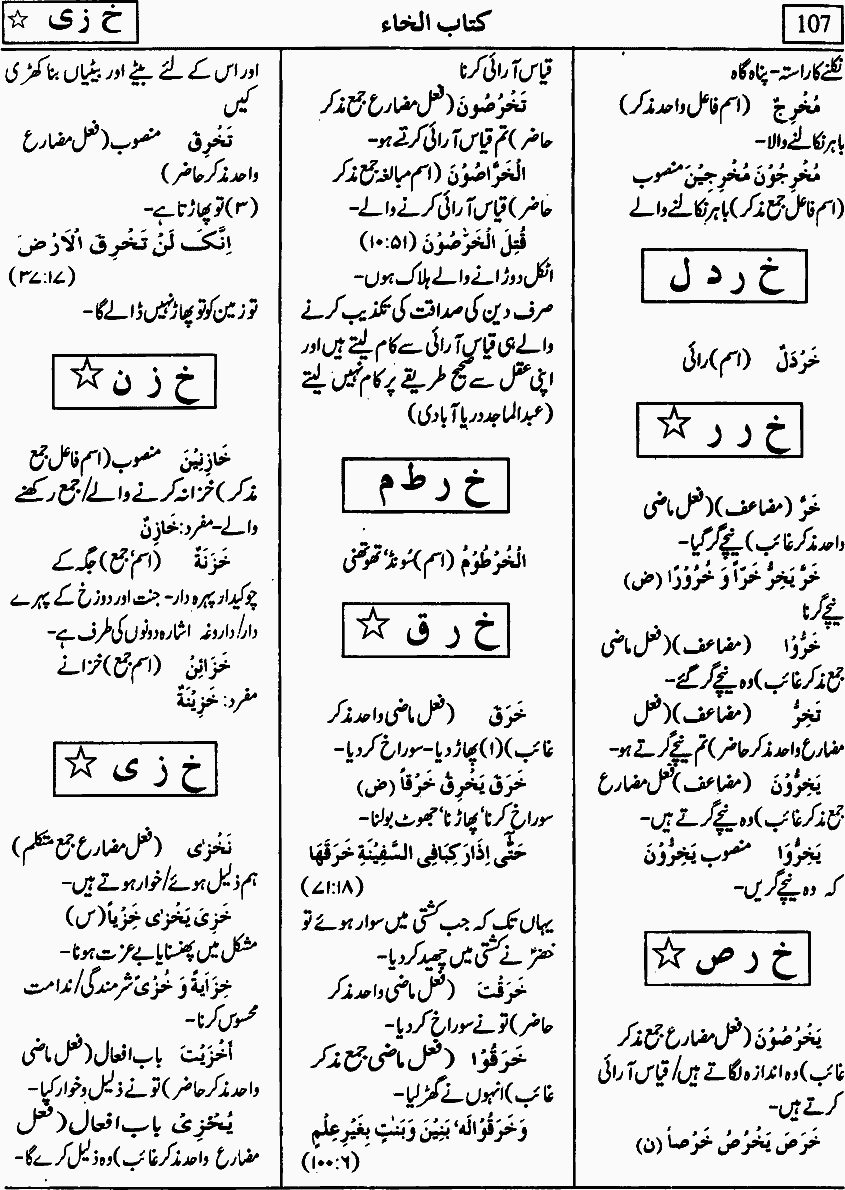 107
کتاب الخاء
خ زی ☆
نکلنے کا راستہ- پناہ گاہ
مُخْرِجٌ (اسم فاعل واحد مذکر)
باہر نکالنے والا-
مُخْرِجُوْنَ مُخْرِجِيْنَ منصوب
(اسم فاعل جمع مذکر) باہر نکالنے والے
خ ر د ل
خَرْدَلٌ (اسم) رائی
خ ر ر ☆
خَرَّ (مضاعف) (فعل ماضی
واحد مذکر غائب) نیچے گر گیا-
خَرَّ يَخِرُّ خَرًّا وَ خُرُوْرًا (ض)
نیچے گرنا
خَرُّوْا (مضاعف) (فعل ماضی
جمع مذکر غائب) وہ نیچے گر گئے-
تَخِرُّ (مضاعف) (فعل
مضارع واحد مذکر حاضر) تم نیچے گرتے ہو-
يَخِرُّوْنَ (مضاعف) فعل مضارع
جمع مذکر غائب) وہ نیچے گرتے ہیں-
يَخِرُّوْا منصوب يَخِرُّوْنَ
کہ وہ نیچے گریں-
خ ر ص ☆
يَخْرُصُوْنَ (فعل مضارع جمع مذکر
غائب) وہ اندازہ لگاتے ہیں/ قیاس آرائی
کرتے ہیں-
خَرَصَ يَخْرُصُ خَرْصاً (ن)
قیاس آرائی کرنا
تَخْرُصُوْنَ (فعل مضارع جمع مذکر
حاضر) تم قیاس آرائی کرتے ہو-
الْخَرَّاصُوْنَ (اسم مبالغہ جمع مذکر
حاضر) قیاس آرائی کرنے والے-
قُتِلَ الْخَرّٰصُوْنَ (۱۰:۵۱)
اٹکل دوڑانے والے ہلاک ہوں-
صرف دین کی صداقت کی تکذیب کرنے
والے ہی قیاس آرائی سے کام لیتے ہیں اور
اپنی عقل سے صحیح طریقے پر کام نہیں لیتے
(عبدالماجد دریا آبادی)
خ ر ط م
الْخُرْطُوْمُ (اسم) سُونڈ' تھوتھنی
خ ر ق ☆
خَرَقَ (فعل ماضی واحد مذکر
غائب) (۱) پھاڑ دیا- سوراخ کر دیا-
خَرَقَ يَخْرِقُ خَرْقاً (ض)
سوراخ کرنا' پھاڑنا' جھوٹ بولنا-
حَتّٰى اِذَارَكِبَافِى السَّفِيْنَةِ خَرَقَهَا
(۷۱:۱۸)
یہاں تک کہ جب کشتی میں سوار ہوئے تو
خضرؑ نے کشتی میں چھید کر دیا-
خَرَقْتَ (فعل ماضی واحد مذکر
حاضر) تو نے سوراخ کر دیا-
خَرَقُوْا (فعل ماضی جمع مذکر
غائب) انہوں نے گھڑ لیا-
وَخَرَقُوْالَهٗ بَنِيْنَ وَبَنٰتٍ بِغَيْرِ عِلْمٍ
(۱۰۰:۶)
اور اس کے لئے بیٹے اور بیٹیاں بنا کھڑی
کیں
تَخْرِقَ منصوب (فعل مضارع
واحد مذکر حاضر)
(۳) تو پھاڑتا ہے-
اِنَّکَ لَنْ تَخْرِقَ الْاَرْضَ
(۳۷:۱۷)
تو زمین کو تو پھاڑ نہیں ڈالے گا-
خ ز ن ☆
خَازِنِيْنَ منصوب (اسم فاعل جمع
مذکر) خزانہ کرنے والے/ جمع رکھنے
والے- مفرد: خَازِنٌ
خَزَنَةٌ (اسم' جمع) جگہ کے
چوکیدار' پہرہ دار- جنت اور دوزخ کے پہرے
دار/ داروغہ اشارہ دونوں کی طرف ہے-
خَزَائِنُ (اسم جمع) خزانے
مفرد: خَزِيْنَةٌ
خ ز ی ☆
نَخْزٰى (فعل مضارع جمع متکلم)
ہم ذلیل ہوئے/ خوار ہوتے ہیں-
خَزِىَ يَخْزٰى خِزْياً (س)
مشکل میں پھنسنا یا بے عزت ہونا-
خِزَايَةً وَ خُزْىً شرمندگی/ ندامت
محسوس کرنا-
اَخْزَيْتَ باب افعال (فعل ماضی
واحد مذکر حاضر) تو نے ذلیل و خوار کیا-
يُخْزِىْ باب افعال (فعل
مضارع واحد مذکر غائب) وہ ذلیل کرے گا-